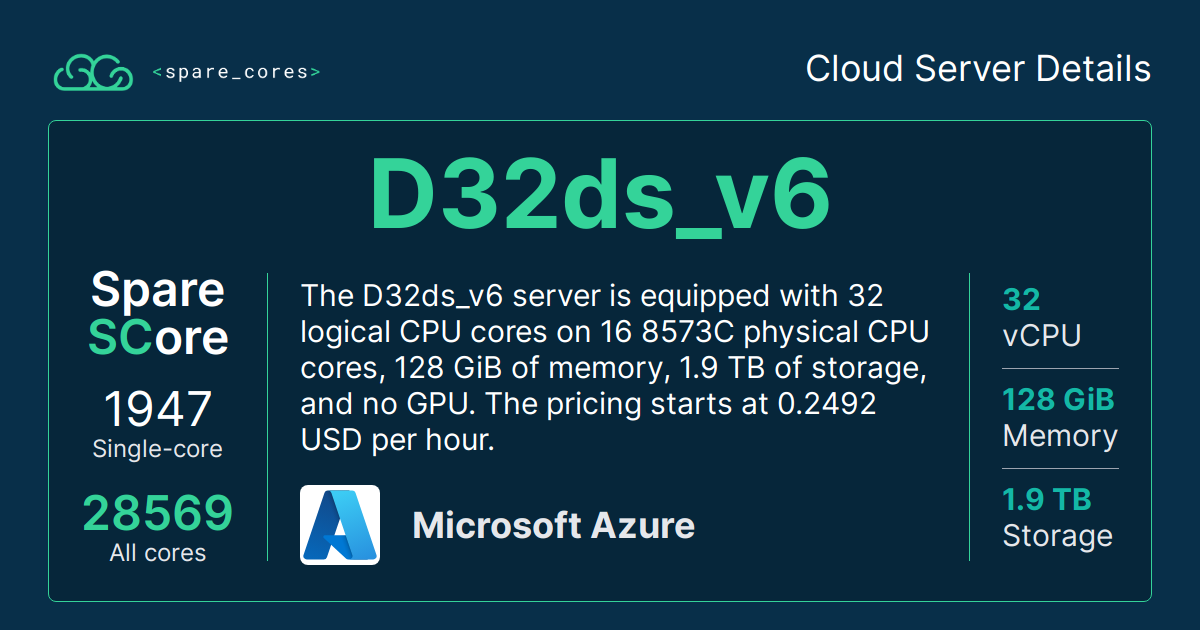 <spare_cores>
Cloud Server Details
D32ds_v6
Spare
SCore
1947
Single-core
28569
All cores
The D32ds_v6 server is equipped with 32
logical CPU cores on 16 8573C physical CPU
cores, 128 GiB of memory, 1.9 TB of storage,
and no GPU. The pricing starts at 0.2492
USD per hour.
Microsoft Azure
32
vCPU
128 GiB
Memory
1.9 TB
Storage